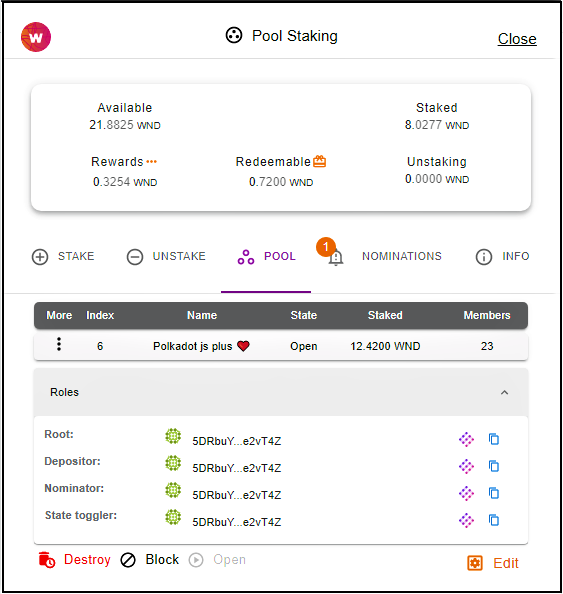 w
Pool Staking
Close
Available Staked
21.8825 WND 8.0277 WND
Rewards Redeemable Unstaking
0.3254 WND 0.7200 WND 0.0000 WND
1
STAKE UNSTAKE POOL NOMINATIONS INFO
More Index Name State Staked Members
6 Polkadot js plus Open 12.4200 WND 23
Roles
Root: 5DRbuY...e2vT4Z
Depositor: 5DRbuY...e2vT4Z
Nominator: 5DRbuY...e2vT4Z
State toggler: 5DRbuY...e2vT4Z
Destroy Block Open Edit